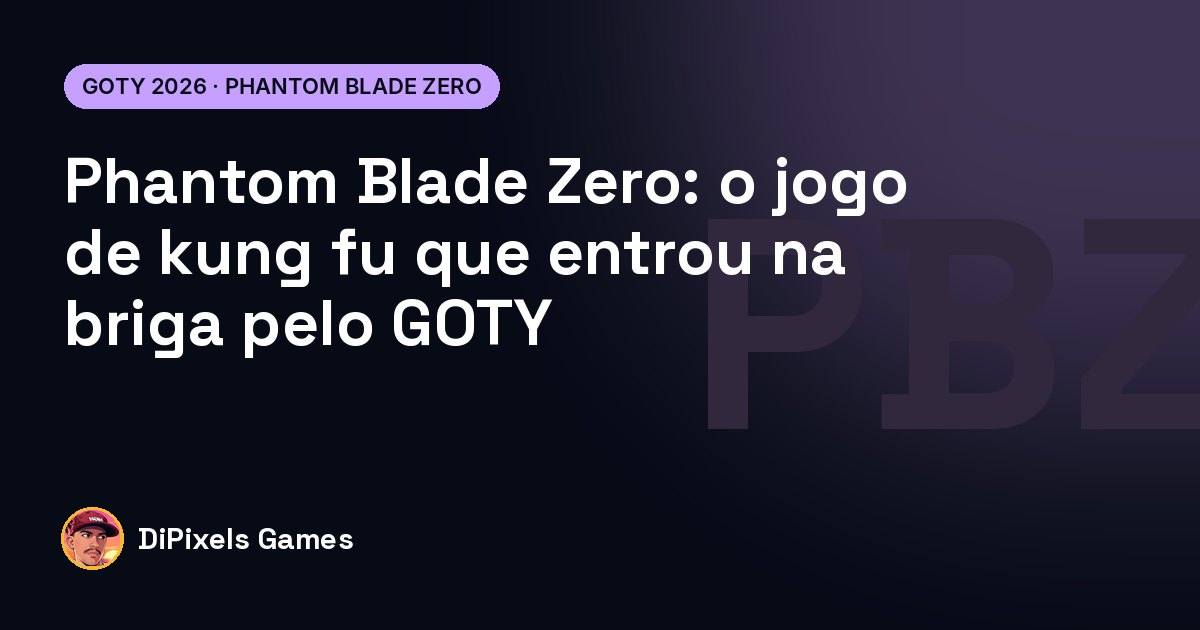 GOTY 2026 · PHANTOM BLADE ZERO
Phantom Blade Zero: o jogo
de kung fu que entrou na
briga pelo GOTY
PBZ
DiPixels Games